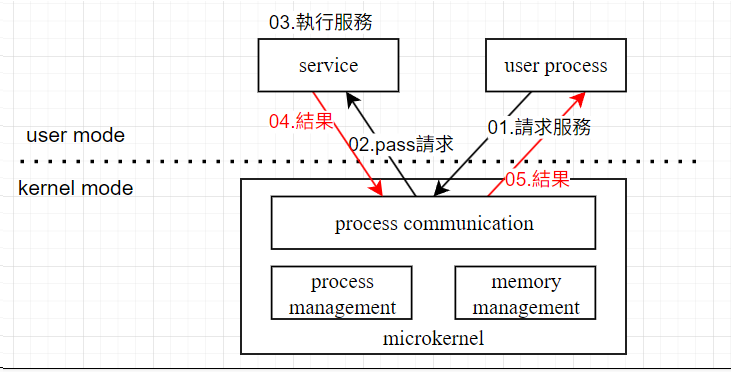 03.執行服務
service
user process
04.結果
01.請求服務
02.pass請求
user mode
05.結果
kernel mode
process communication
process
management
memory
management
microkernel